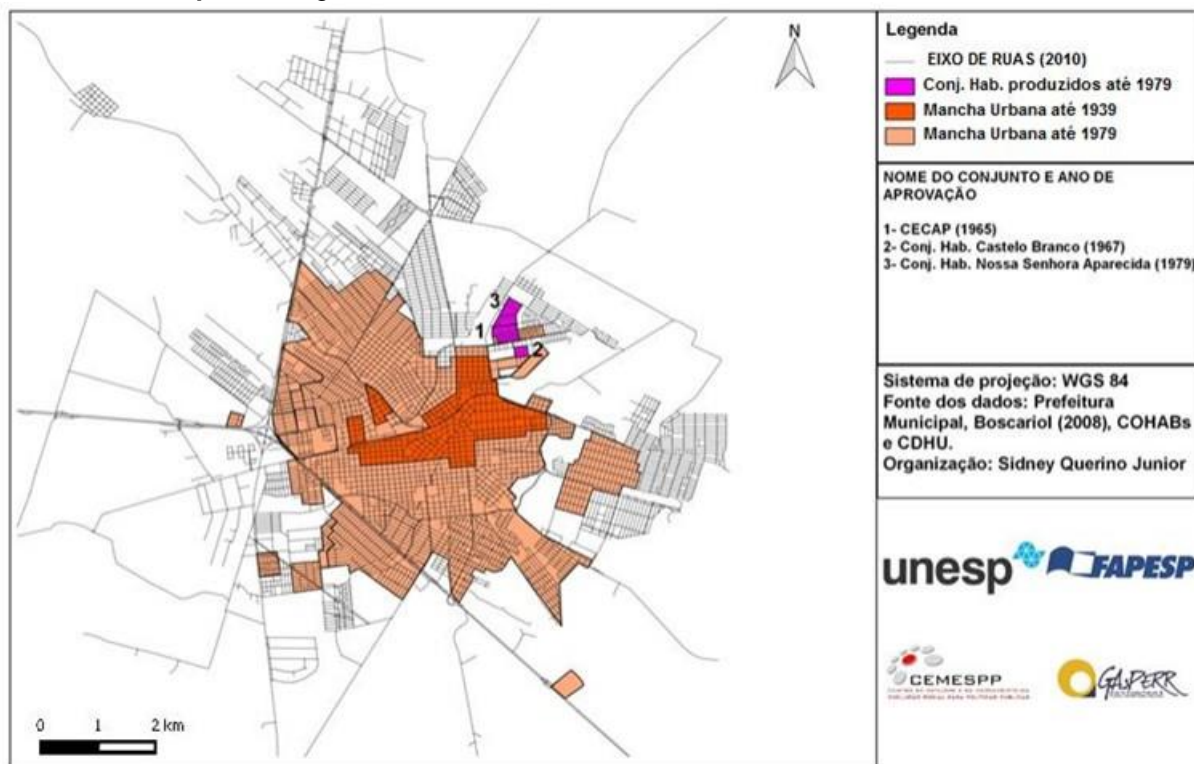 N
3
1
2
0 1 2 km
Legenda
EIXO DE RUAS (2010)
Conj. Hab. produzidos até 1979
Mancha Urbana até 1939
Mancha Urbana até 1979
NOME DO CONJUNTO E ANO DE
APROVAÇÃO
1- CECAP (1965)
2- Conj. Hab. Castelo Branco (1967)
3- Conj. Hab. Nossa Senhora Aparecida (1979)
Sistema de projeção: WGS 84
Fonte dos dados: Prefeitura
Municipal, Boscariol (2008), COHABs
e CDHU.
Organização: Sidney Querino Junior
unesp
FAPESP
CEMESPP
GAsPERR